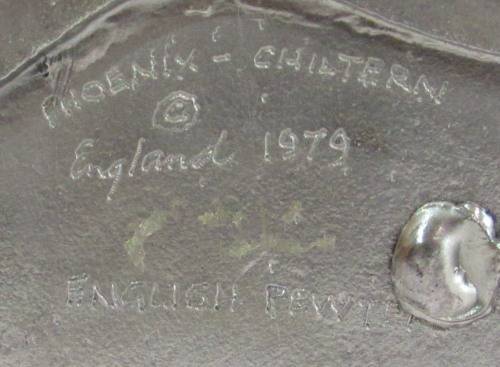 PHOENIX - CHILTERN
©
England 1979
ENGLISH PEWTER